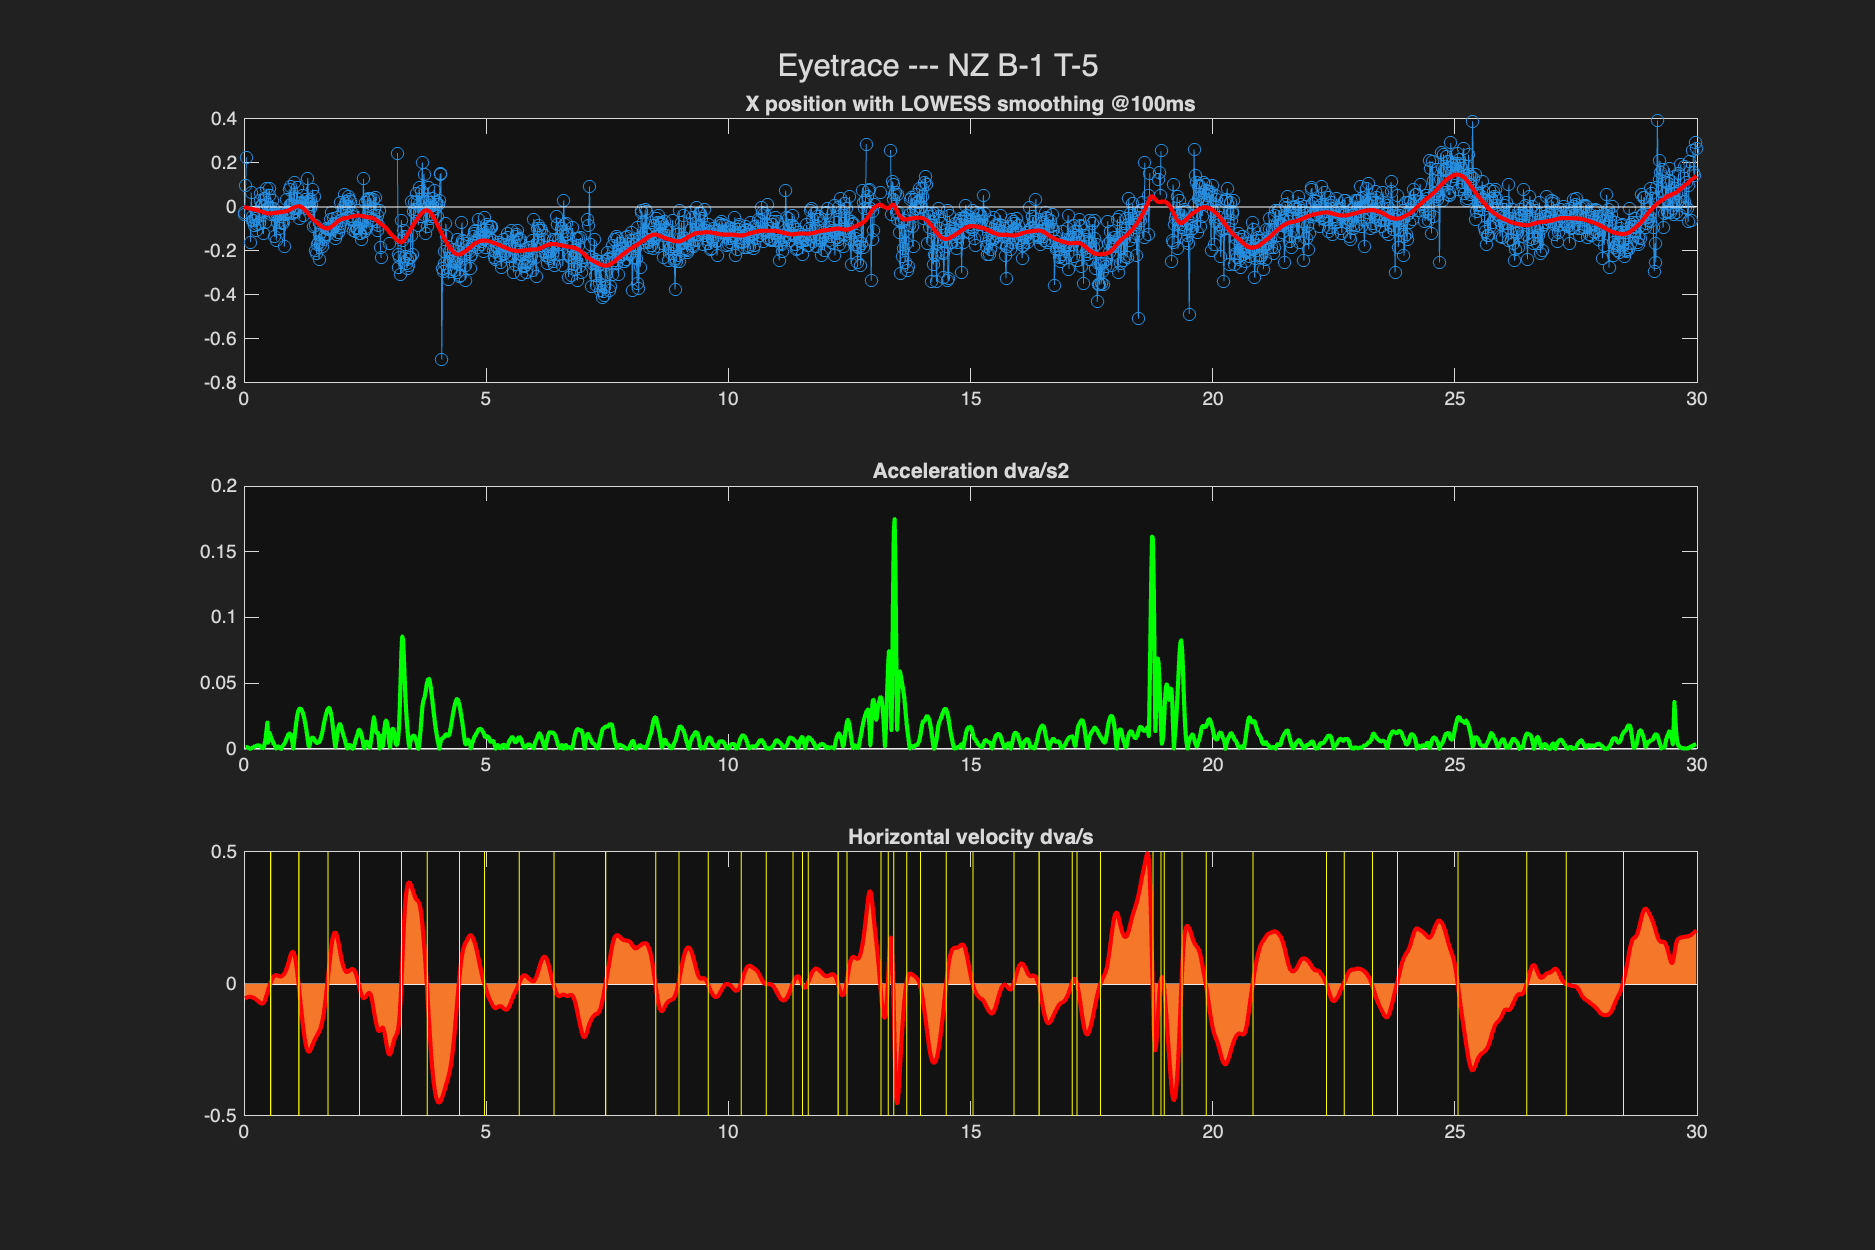 Eyetrace --- NZ B-1 T-5
X position with LOWESS smoothing @100ms
0.4
0.2
0
-0.2
-0.4
-0.6
-0.8
0 5 10 15 20 25 30
Acceleration dva/s2
0.2
0.15
0.1
0.05
0
0 5 10 15 20 25 30
Horizontal velocity dva/s
0.5
0
-0.5
0 5 10 15 20 25 30